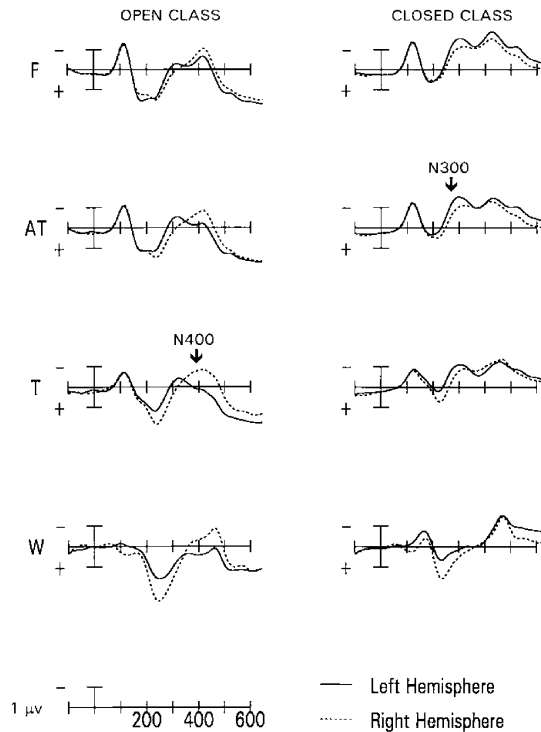 OPEN CLASS CLOSED CLASS
−
F
+
−
+
N300
−
AT
+
−
+
N400
−
T
+
−
+
−
W
+
−
+
−
1 μv
200 400 600
Left Hemisphere
Right Hemisphere